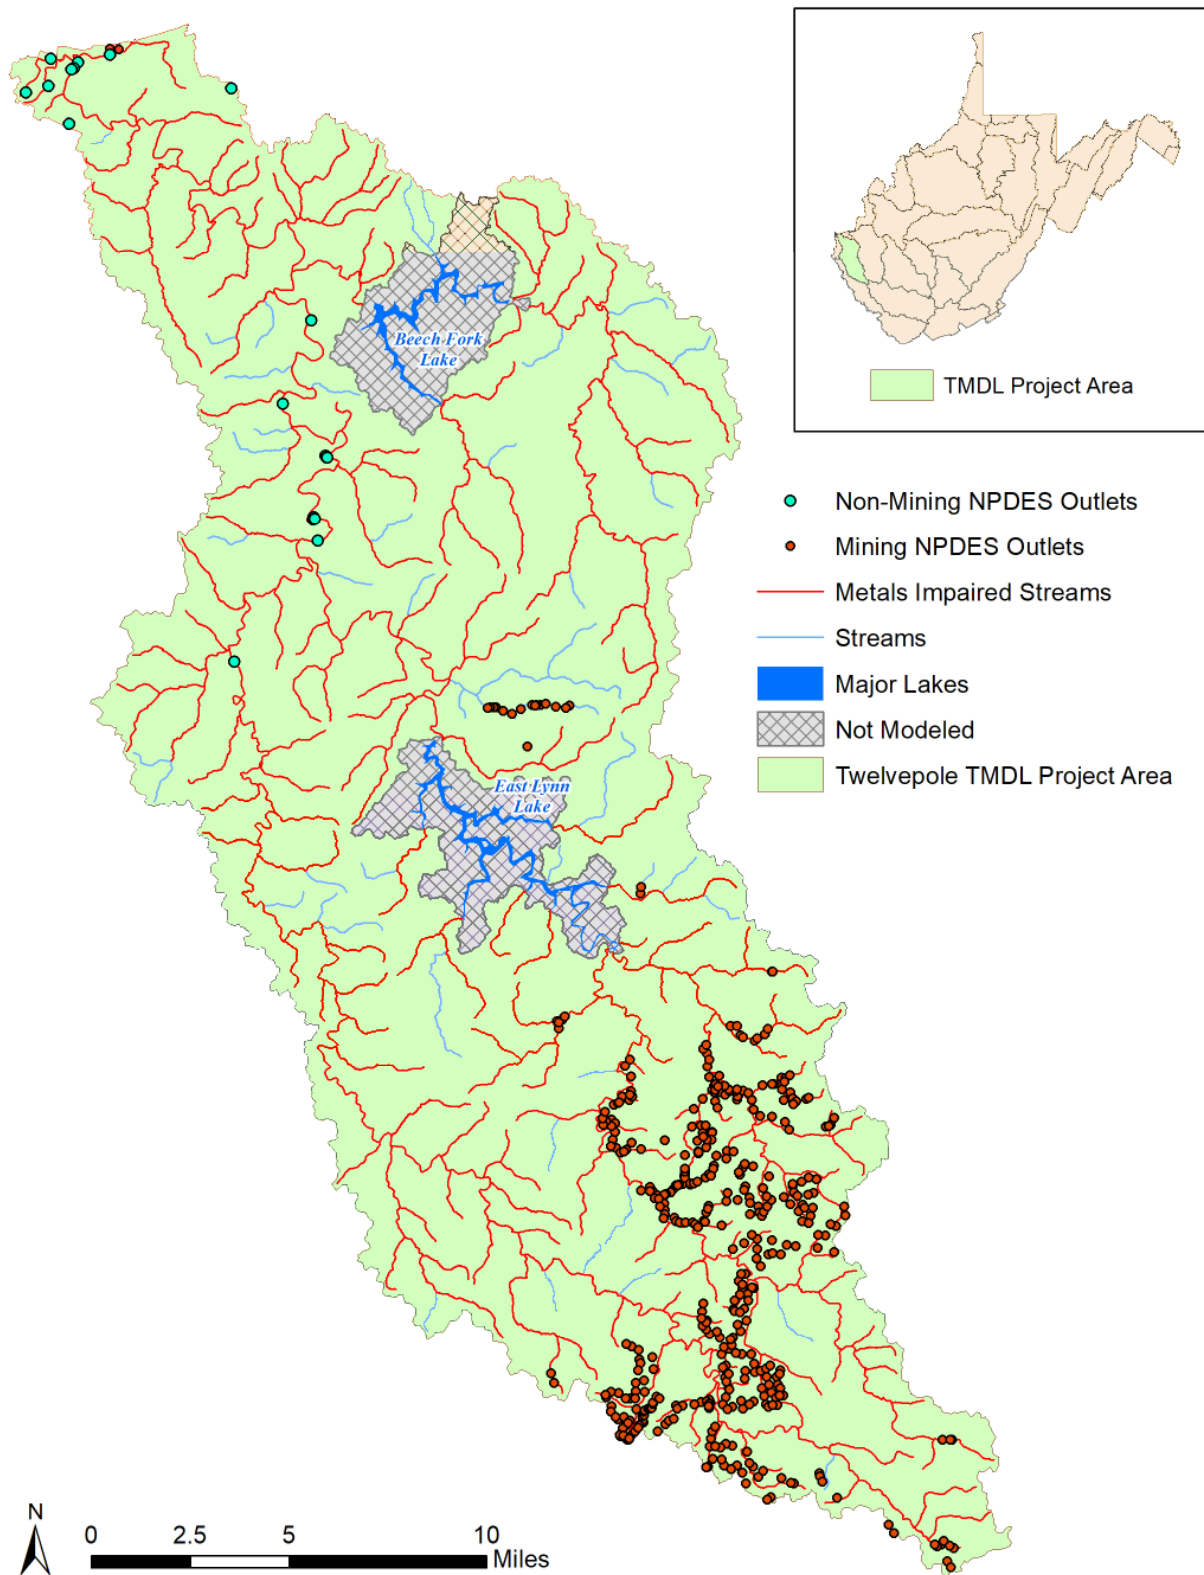 TMDL Project Area
Beech Fork
Lake
Non-Mining NPDES Outlets
Mining NPDES Outlets
Metals Impaired Streams
Streams
Major Lakes
Not Modeled
Twelvepole TMDL Project Area
East Lynn
Lake
N
0 2.5 5 10
Miles